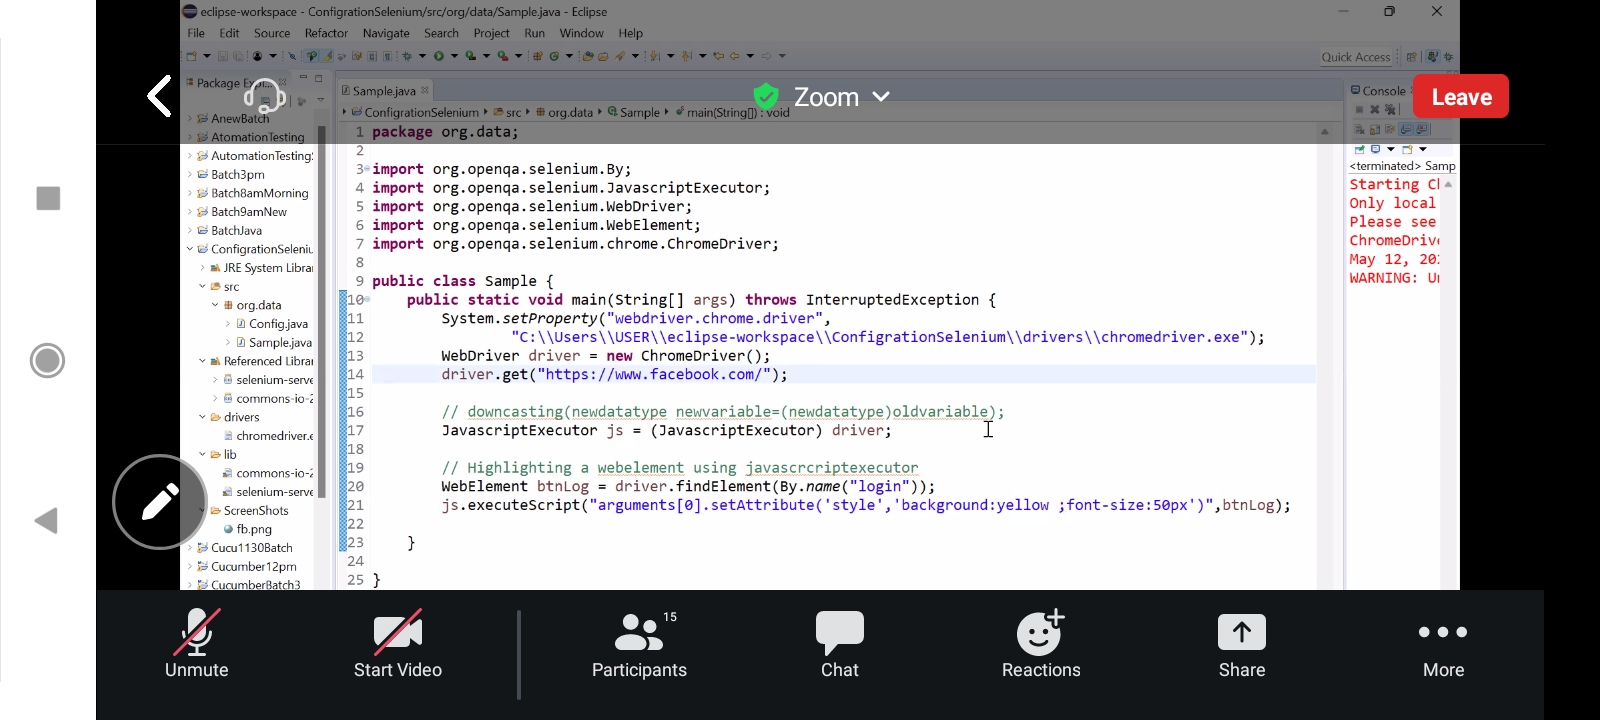 eclipse-workspace - ConfigrationSelenium/src/org/data/Sample.java - Eclipse
File Edit Source Refactor Navigate Search Project Run Window Help
Quick Access
Package Expl
Sample.java
Zoom
Console
Leave
ConfigrationSelenium src org.data Sample main(String[]) : void
AnewBatch
AtomationTesting
AutomationTesting
Batch3pm
Batch8amMorning
Batch9amNew
BatchJava
ConfigrationSeleniu
JRE System Librar
src
org.data
Config.java
Sample.java
Referenced Librar
selenium-serve
commons-io-2
drivers
chromedriver.e
lib
commons-io-2
selenium-serve
ScreenShots
fb.png
Cucu1130Batch
Cucumber12pm
CucumberBatch3
1 package org.data;
2
3 import org.openqa.selenium.By;
4 import org.openqa.selenium.JavascriptExecutor;
5 import org.openqa.selenium.WebDriver;
6 import org.openqa.selenium.WebElement;
7 import org.openqa.selenium.chrome.ChromeDriver;
8
9 public class Sample {
10 public static void main(String[] args) throws InterruptedException {
11 System.setProperty("webdriver.chrome.driver",
12 "C:\\Users\\USER\\eclipse-workspace\\ConfigrationSelenium\\drivers\\chromedriver.exe");
13 WebDriver driver = new ChromeDriver();
14 driver.get("https://www.facebook.com/");
15
16 // downcasting(newdatatype newvariable=(newdatatype)oldvariable);
17 JavascriptExecutor js = (JavascriptExecutor) driver;
18
19 // Highlighting a webelement using javascrcriptexecutor
20 WebElement btnLog = driver.findElement(By.name("login"));
21 js.executeScript("arguments[0].setAttribute('style','background:yellow ;font-size:50px')",btnLog);
22
23 }
24
25 }
<terminated> Samp
Starting Ch
Only local
Please see
ChromeDrive
May 12, 20
WARNING: Un
15
Unmute Start Video Participants Chat Reactions Share More